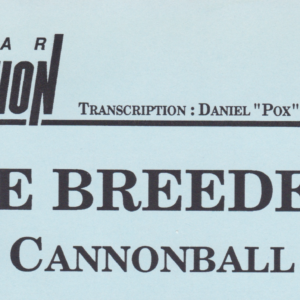 AR
ION
TRANSCRIPTION : DANIEL "POX"
E BREEDE
CANNONBALL